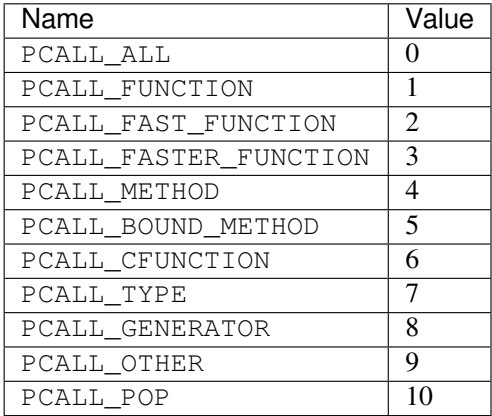 Name Value
PCALL_ALL 0
PCALL_FUNCTION 1
PCALL_FAST_FUNCTION 2
PCALL_FASTER_FUNCTION 3
PCALL_METHOD 4
PCALL_BOUND_METHOD 5
PCALL_CFUNCTION 6
PCALL_TYPE 7
PCALL_GENERATOR 8
PCALL_OTHER 9
PCALL_POP 10